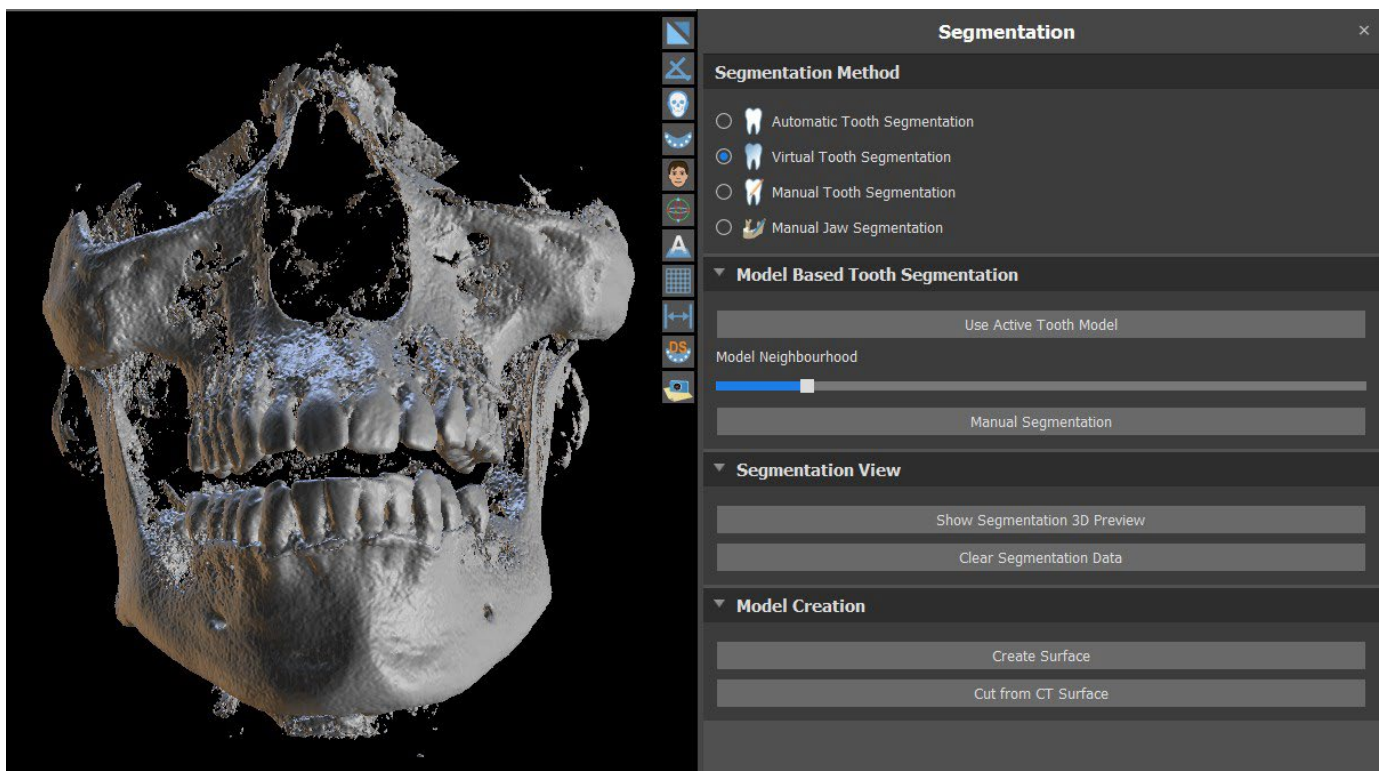 Segmentation
×
Segmentation Method
Automatic Tooth Segmentation
Virtual Tooth Segmentation
Manual Tooth Segmentation
Manual Jaw Segmentation
Model Based Tooth Segmentation
Use Active Tooth Model
Model Neighbourhood
Manual Segmentation
Segmentation View
Show Segmentation 3D Preview
Clear Segmentation Data
Model Creation
Create Surface
Cut from CT Surface
A
DS